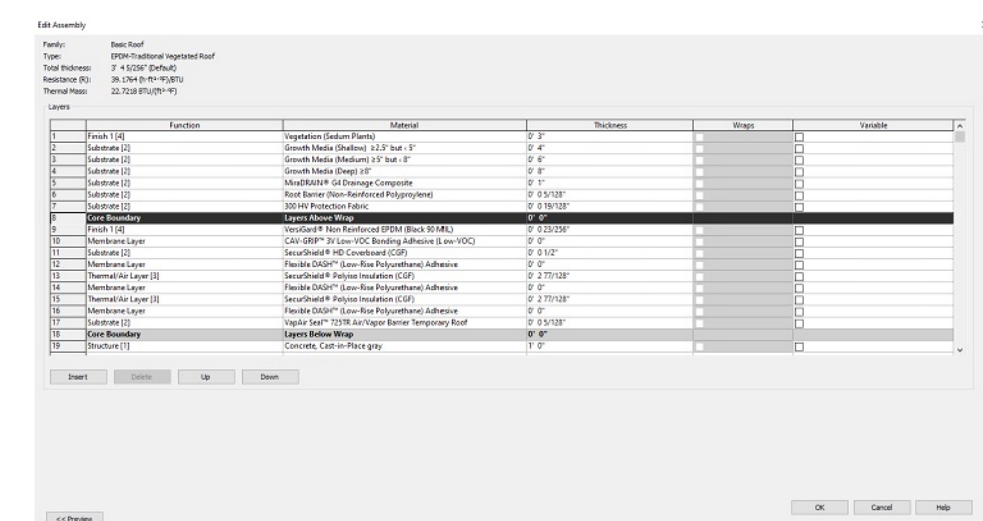 Edit Assembly
Family: Basic Roof
Type: EPDM-Traditional Vegetated Roof
Total thickness: 3' 4 5/256" (Default)
Resistance (R): 39.1764 (h·ft²·°F)/BTU
Thermal Mass: 22.7218 BTU/(ft²·°F)
Layers
Function Material Thickness Wraps Variable
1 Finish 1 [4] Vegetation (Sedum Plants) 0' 3"
2 Substrate [2] Growth Media (Shallow) ≥2.5" but < 5" 0' 4"
3 Substrate [2] Growth Media (Medium) ≥5" but < 8" 0' 6"
4 Substrate [2] Growth Media (Deep) ≥8" 0' 8"
5 Substrate [2] MiraDRAIN® G4 Drainage Composite 0' 1"
6 Substrate [2] Root Barrier (Non-Reinforced Polyproylene) 0' 0 5/128"
7 Substrate [2] 300 HV Protection Fabric 0' 0 19/128"
8 Core Boundary Layers Above Wrap 0' 0"
9 Finish 1 [4] VersiGard® Non Reinforced EPDM (Black 90 MIL) 0' 0 23/256"
10 Membrane Layer CAV-GRIP™ 3V Low-VOC Bonding Adhesive (Low-VOC) 0' 0"
11 Substrate [2] SecurShield® HD Coverboard (CGF) 0' 0 1/2"
12 Membrane Layer Flexible DASH™ (Low-Rise Polyurethane) Adhesive 0' 0"
13 Thermal/Air Layer [3] SecurShield® Polyiso Insulation (CGF) 0' 2 77/128"
14 Membrane Layer Flexible DASH™ (Low-Rise Polyurethane) Adhesive 0' 0"
15 Thermal/Air Layer [3] SecurShield® Polyiso Insulation (CGF) 0' 2 77/128"
16 Membrane Layer Flexible DASH™ (Low-Rise Polyurethane) Adhesive 0' 0"
17 Substrate [2] VapAir Seal™ 725TR Air/Vapor Barrier Temporary Roof 0' 0 5/128"
18 Core Boundary Layers Below Wrap 0' 0"
19 Structure [1] Concrete, Cast-in-Place gray 1' 0"
Insert Delete Up Down
OK Cancel Help
<< Preview